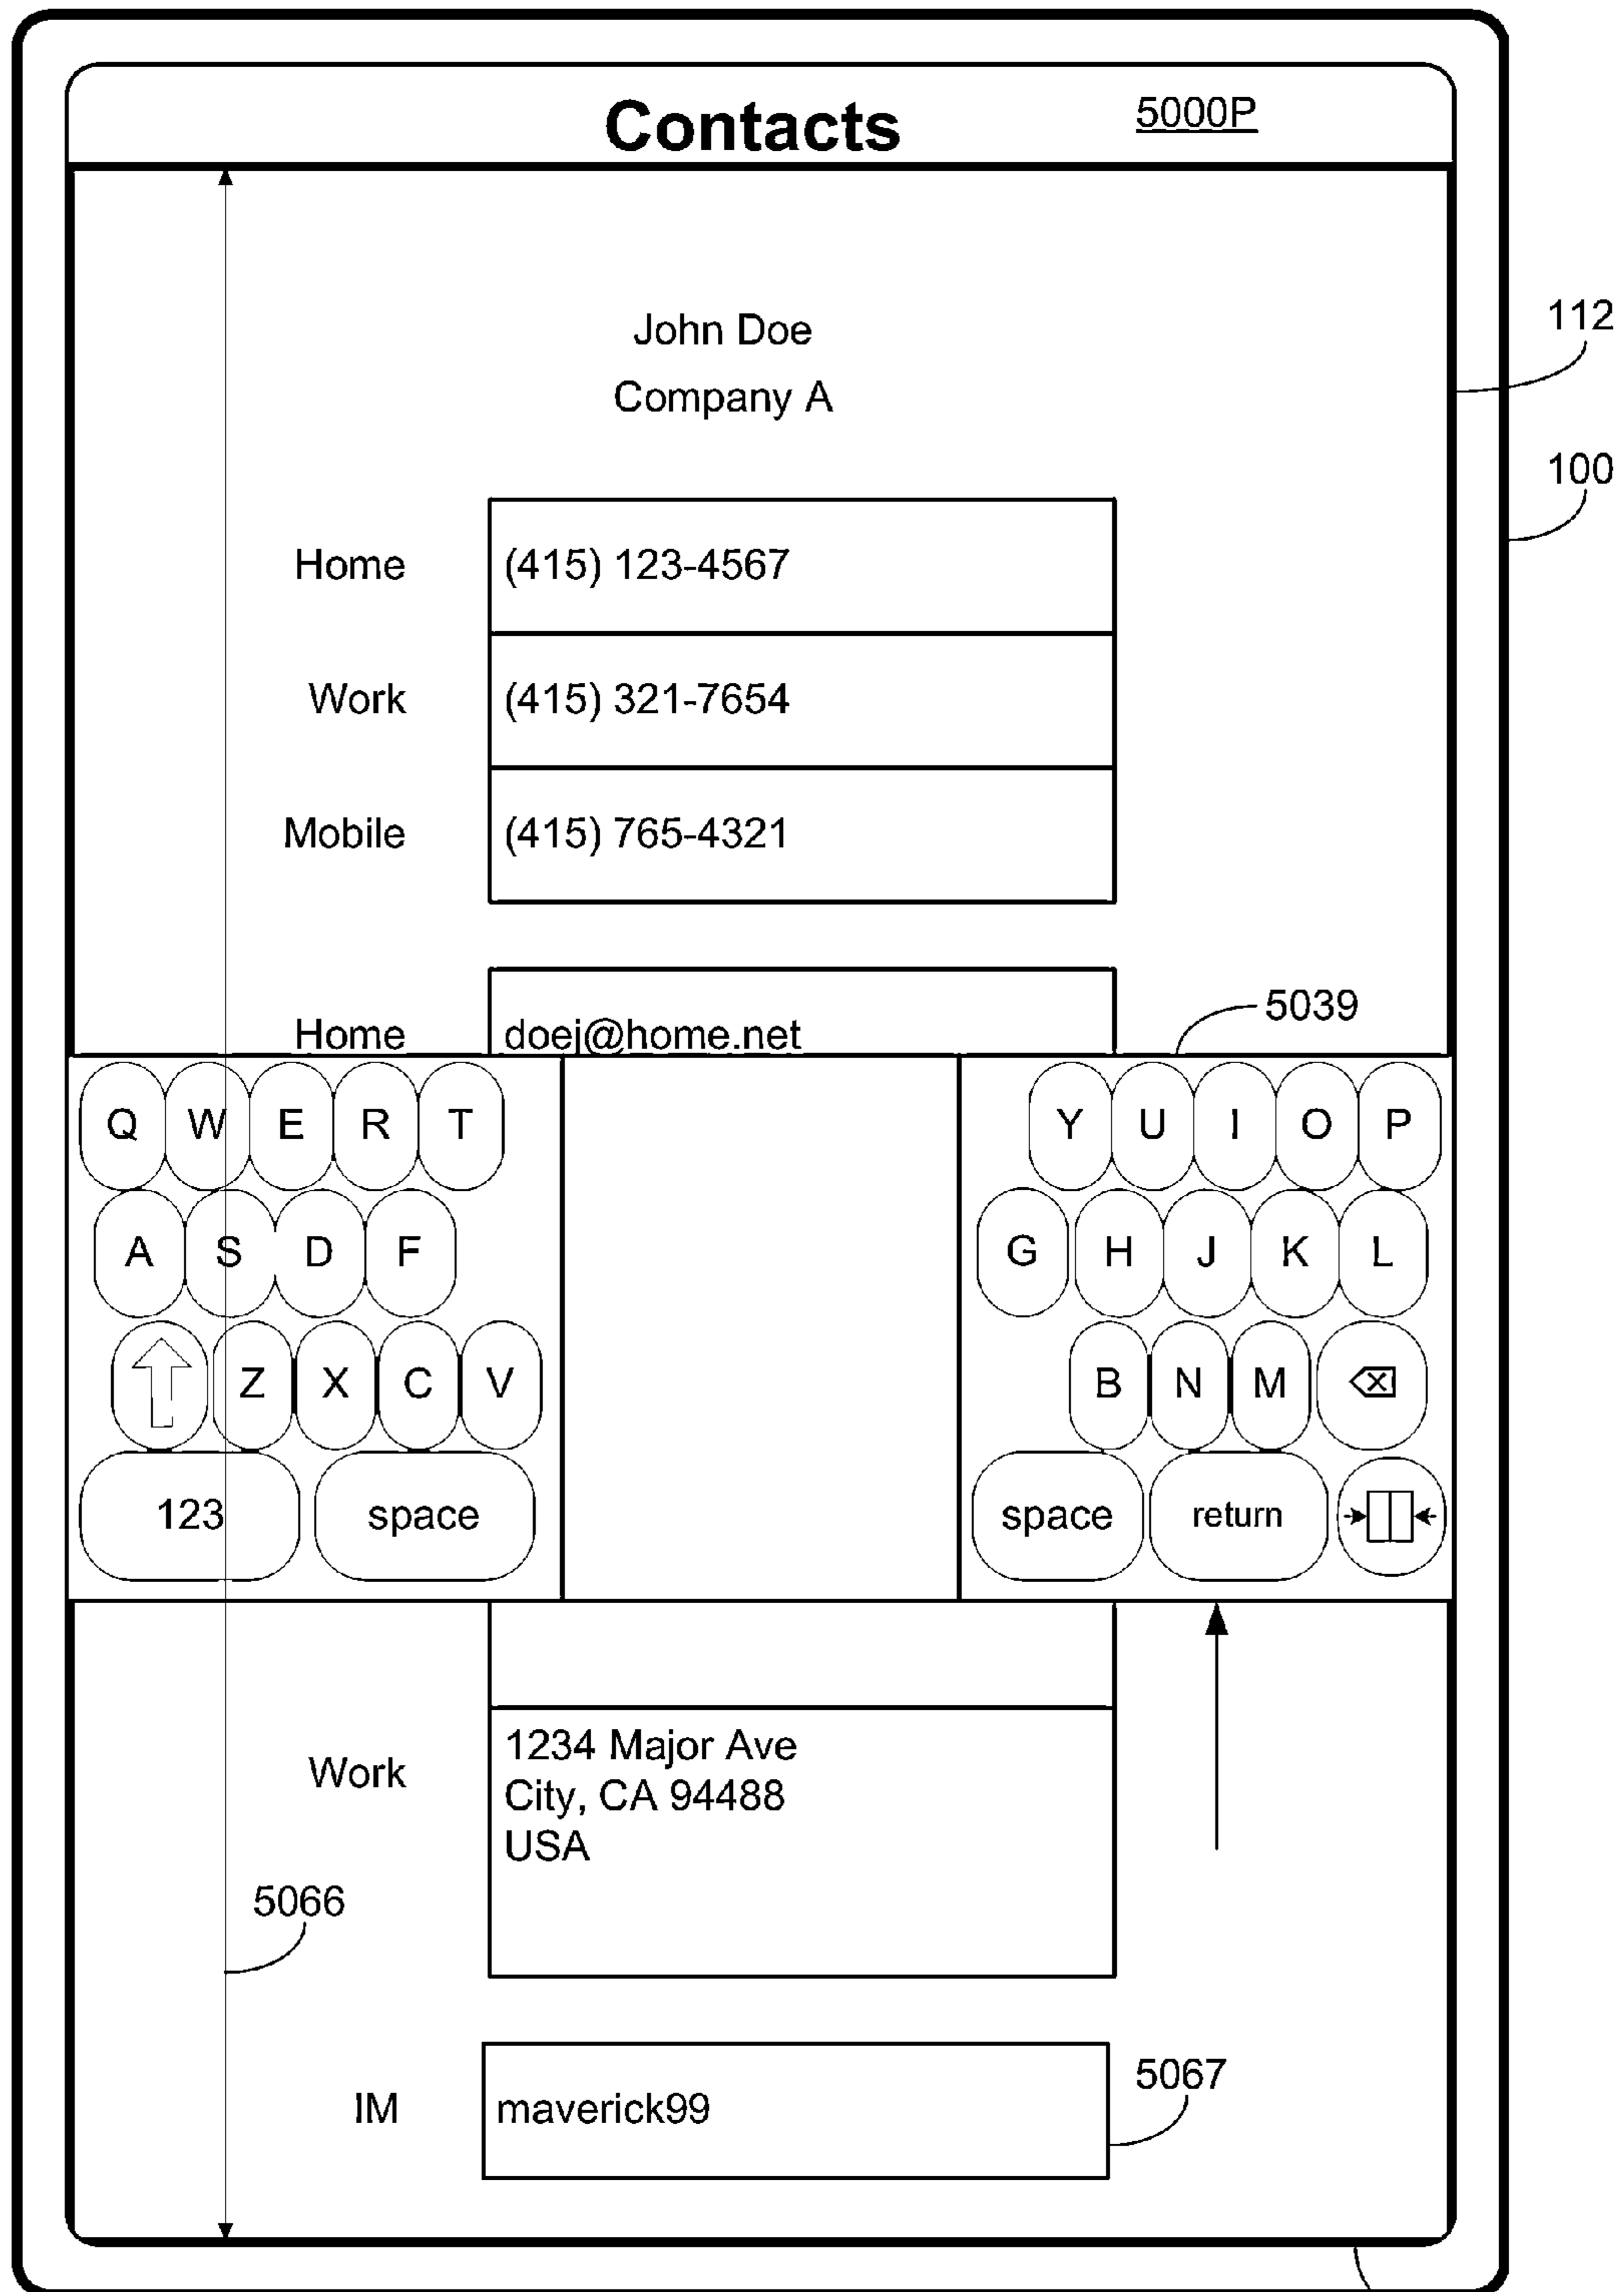 Contacts 5000P
John Doe
Company A
112
100
Home (415) 123-4567
Work (415) 321-7654
Mobile (415) 765-4321
Home doej@home.net
5039
Q W E R T Y U I O P
A S D F G H J K L
Z X C V B N M
123 space space return
Work 1234 Major Ave
City, CA 94488
USA
5066
IM maverick99
5067